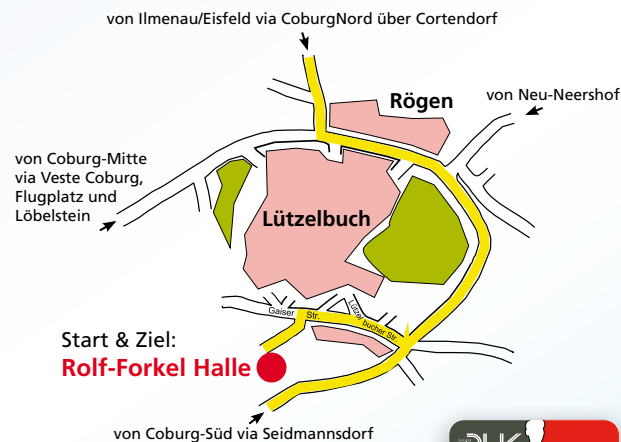 von Ilmenau/Eisfeld via CoburgNord über Cortendorf
Rögen
von Neu-Neershof
von Coburg-Mitte
via Veste Coburg,
Flugplatz und
Löbelstein
Lützelbuch
Gaiser Str.
Lützelbucher Str.
Start & Ziel:
Rolf-Forkel Halle
von Coburg-Süd via Seidmannsdorf